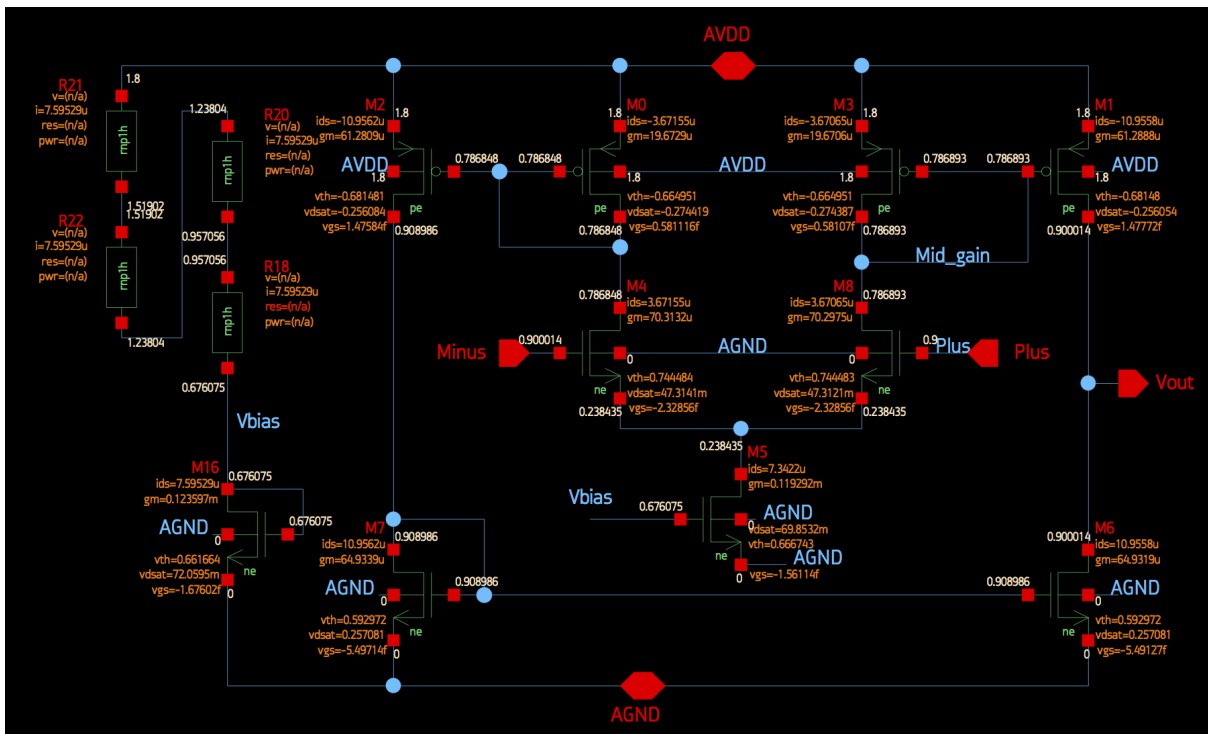 AVDD
R21
v=(n/a)
i=7.59529u
res=(n/a)
pwr=(n/a)
1.8
rnp1h
1.51902
1.51902
R22
v=(n/a)
i=7.59529u
res=(n/a)
pwr=(n/a)
rnp1h
1.23804
1.23804
R20
v=(n/a)
i=7.59529u
res=(n/a)
pwr=(n/a)
rnp1h
0.957056
0.957056
R18
v=(n/a)
i=7.59529u
res=(n/a)
pwr=(n/a)
rnp1h
0.676075
Vbias
M2
1.8
ids=-10.9562u
gm=61.2809u
AVDD
1.8
0.786848
vth=-0.681481
vdsat=-0.256084
vgs=1.47584f
pe
0.908986
M0
1.8
ids=-3.67155u
gm=19.6729u
0.786848
1.8
vth=-0.664951
vdsat=-0.274419
vgs=0.581116f
pe
0.786848
AVDD
M3
1.8
ids=-3.67065u
gm=19.6706u
1.8
0.786893
vth=-0.664951
vdsat=-0.274387
vgs=0.58107f
pe
0.786893
Mid_gain
M1
1.8
ids=-10.9558u
gm=61.2888u
0.786893
AVDD
1.8
vth=-0.68148
vdsat=-0.256054
vgs=1.47772f
pe
0.900014
M4
0.786848
ids=3.67155u
gm=70.3132u
Minus
0.900014
0
vth=0.744484
vdsat=47.3141m
vgs=-2.32856f
ne
0.238435
AGND
M8
0.786893
ids=3.67065u
gm=70.2975u
0
0.9
Plus
Plus
vth=0.744483
vdsat=47.3121m
vgs=-2.32856f
ne
0.238435
Vout
0.238435
M5
ids=7.3422u
gm=0.119292m
Vbias
0.676075
AGND
0
vdsat=69.8532m
vth=0.666743
AGND
ne
0
vgs=-1.56114f
M16
0.676075
ids=7.59529u
gm=0.123597m
0.676075
AGND
0
vth=0.661664
vdsat=72.0595m
vgs=-1.67602f
ne
0
M7
0.908986
ids=10.9562u
gm=64.9339u
AGND
0
0.908986
vth=0.592972
vdsat=0.257081
vgs=-5.49714f
ne
0
M6
0.900014
ids=10.9558u
gm=64.9319u
0.908986
AGND
0
vth=0.592972
vdsat=0.257081
vgs=-5.49127f
ne
0
AGND